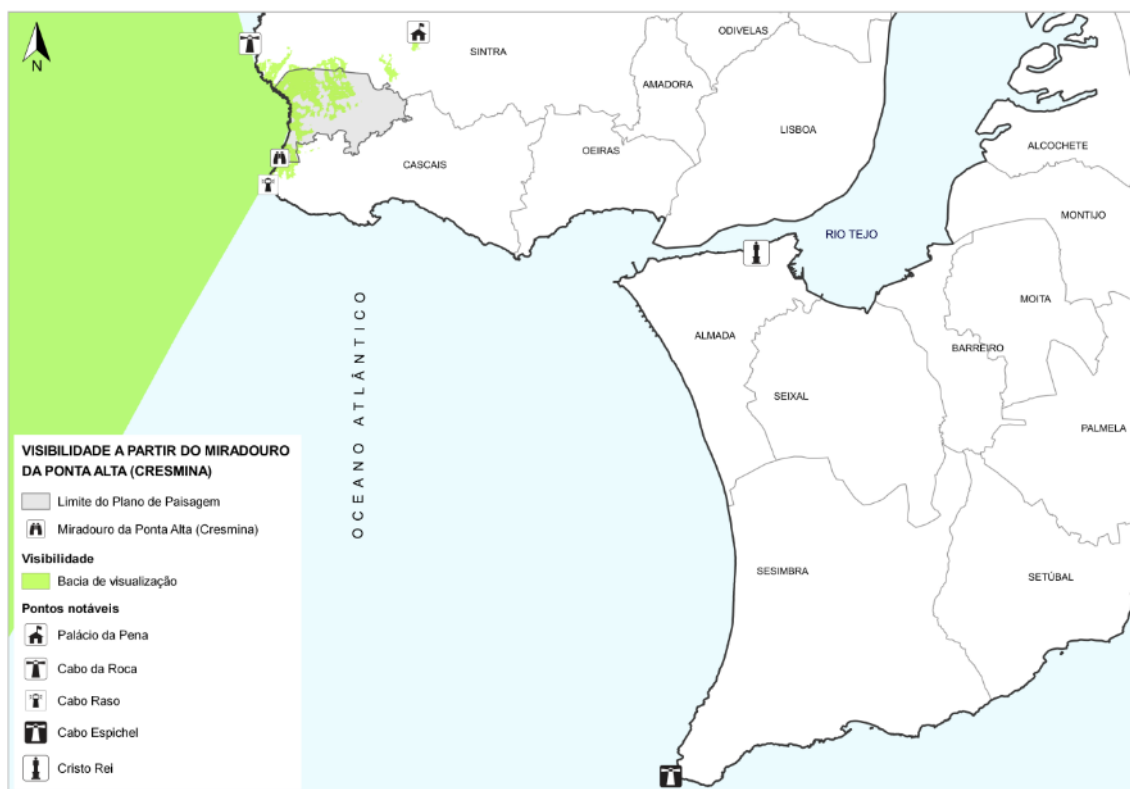 ODIVELAS
SINTRA
AMADORA
LISBOA
ALCOCHETE
OEIRAS
CASCAIS
MONTIJO
RIO TEJO
MOITA
ALMADA
BARREIRO
SEIXAL
PALMELA
OCEANO ATLÂNTICO
SESIMBRA
SETÚBAL
N
VISIBILIDADE A PARTIR DO MIRADOURO
DA PONTA ALTA (CRESMINA)
Limite do Plano de Paisagem
Miradouro da Ponta Alta (Cresmina)
Visibilidade
Bacia de visualização
Pontos notáveis
Palácio da Pena
Cabo da Roca
Cabo Raso
Cabo Espichel
Cristo Rei